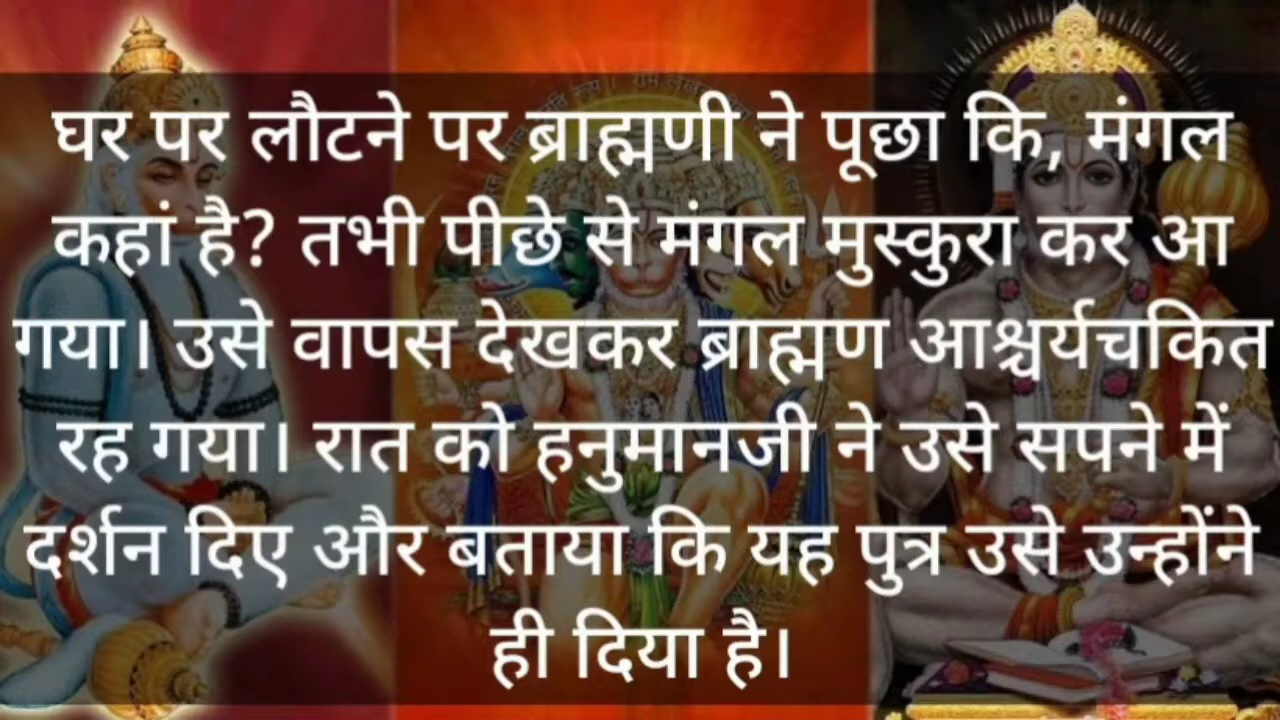 घर पर लौटने पर ब्राह्मणी ने पूछा कि, मंगल
कहां है? तभी पीछे से मंगल मुस्कुरा कर आ
गया। उसे वापस देखकर ब्राह्मण आश्चर्यचकित
रह गया। रात को हनुमानजी ने उसे सपने में
दर्शन दिए और बताया कि यह पुत्र उसे उन्होंने
ही दिया है।